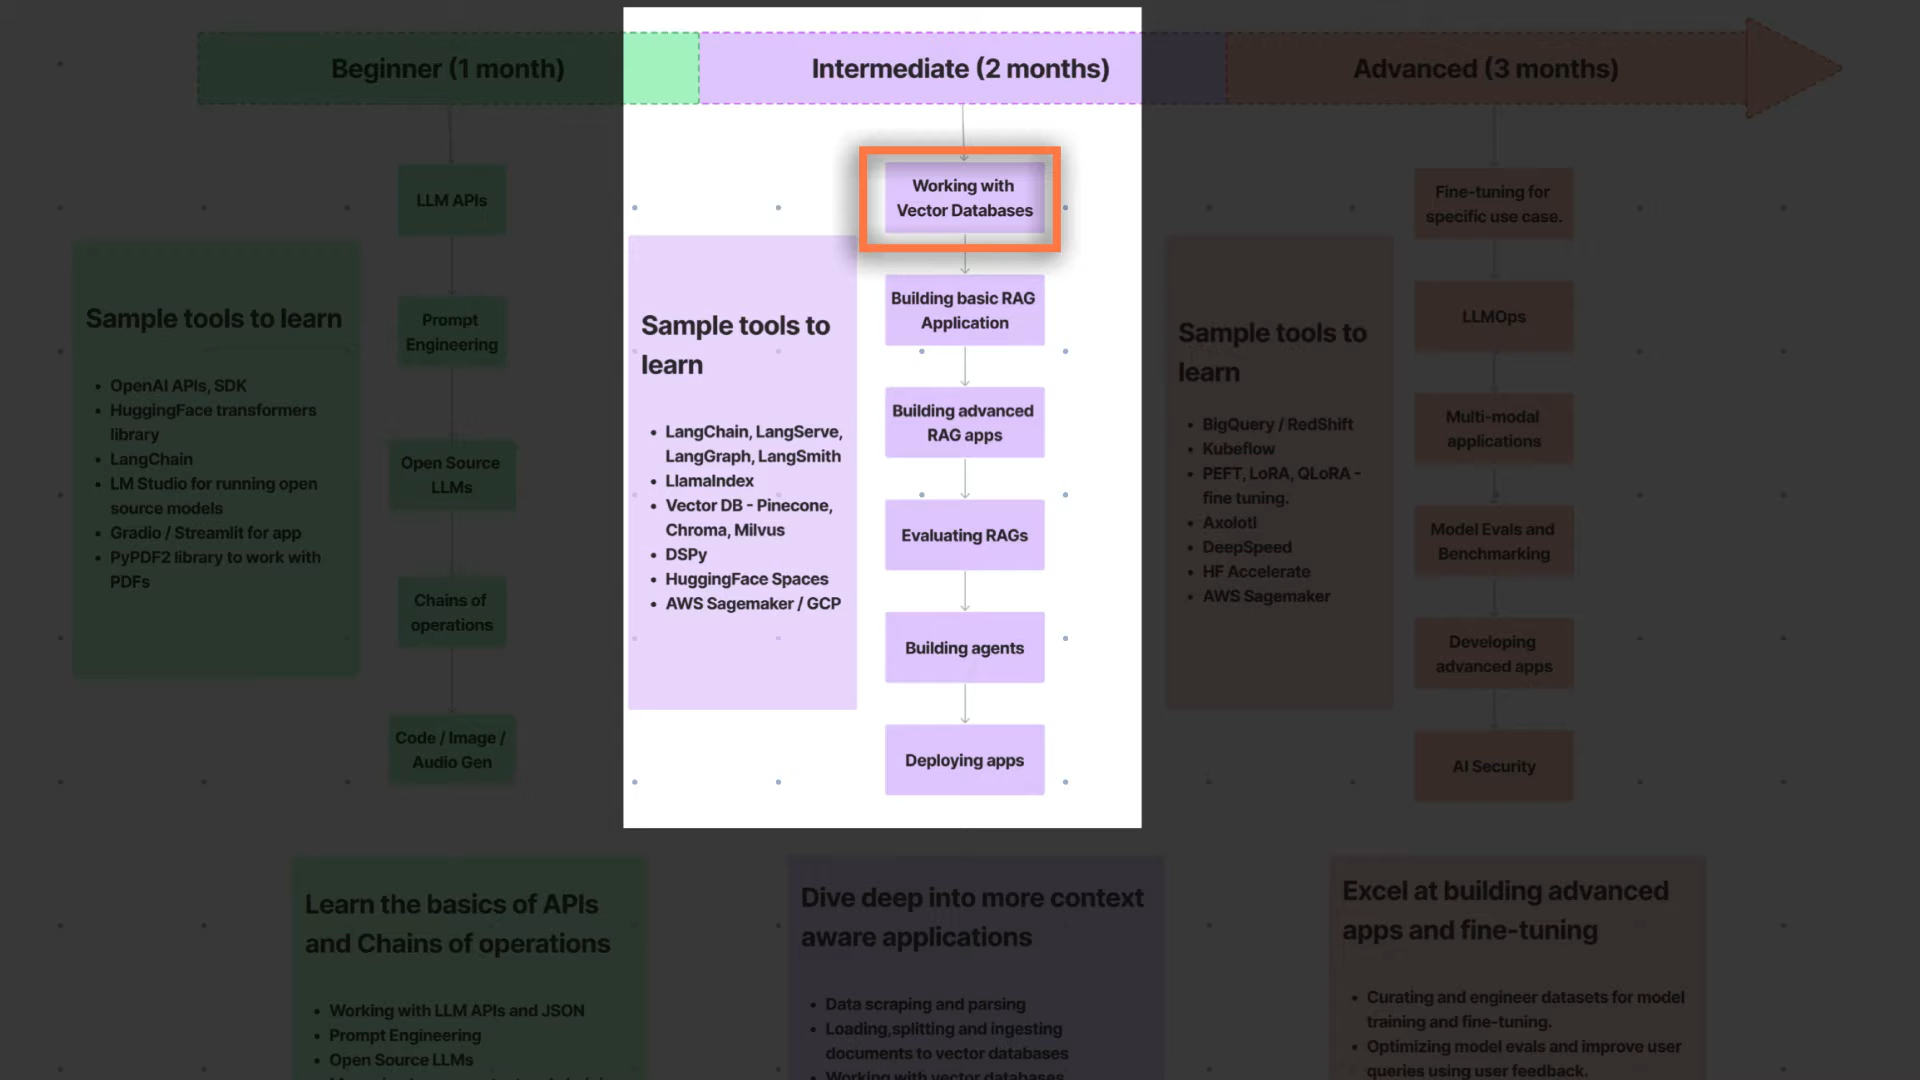 Beginner (1 month)
Intermediate (2 months)
Advanced (3 months)
LLM APIs
Prompt
Engineering
Open Source
LLMs
Chains of
operations
Code / Image /
Audio Gen
Sample tools to learn
• OpenAI APIs, SDK
• HuggingFace transformers
library
• LangChain
• LM Studio for running open
source models
• Gradio / Streamlit for app
• PyPDF2 library to work with
PDFs
Working with
Vector Databases
Building basic RAG
Application
Building advanced
RAG apps
Evaluating RAGs
Building agents
Deploying apps
Sample tools to
learn
• LangChain, LangServe,
LangGraph, LangSmith
• LlamaIndex
• Vector DB - Pinecone,
Chroma, Milvus
• DSPy
• HuggingFace Spaces
• AWS Sagemaker / GCP
Fine-tuning for
specific use case.
LLMOps
Multi-modal
applications
Model Evals and
Benchmarking
Developing
advanced apps
AI Security
Sample tools to
learn
• BigQuery / RedShift
• Kubeflow
• PEFT, LoRA, QLoRA -
fine tuning.
• Axolotl
• DeepSpeed
• HF Accelerate
• AWS Sagemaker
Learn the basics of APIs
and Chains of operations
• Working with LLM APIs and JSON
• Prompt Engineering
• Open Source LLMs
Dive deep into more context
aware applications
• Data scraping and parsing
• Loading,splitting and ingesting
documents to vector databases
• Working with vector databases
Excel at building advanced
apps and fine-tuning
• Curating and engineer datasets for model
training and fine-tuning.
• Optimizing model evals and improve user
queries using user feedback.